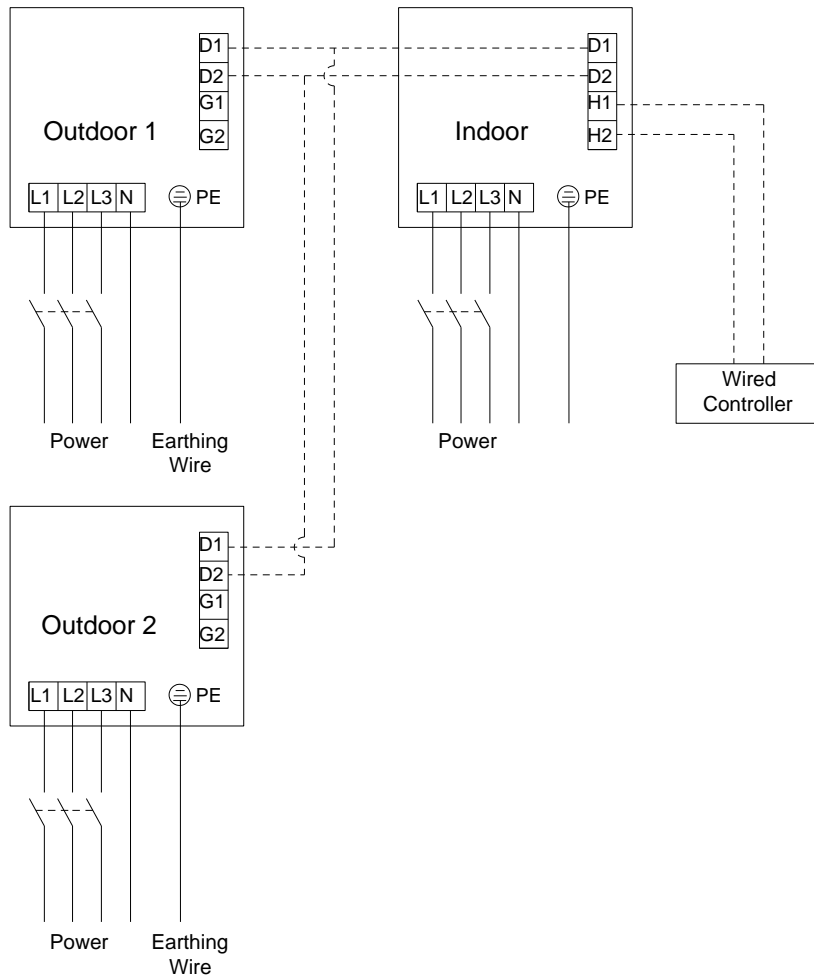 D1
D2
G1
G2
Outdoor 1
L1 L2 L3 N
PE
Power
Earthing
Wire
D1
D2
H1
H2
Indoor
L1 L2 L3 N
PE
Power
Wired
Controller
D1
D2
G1
G2
Outdoor 2
L1 L2 L3 N
PE
Power
Earthing
Wire